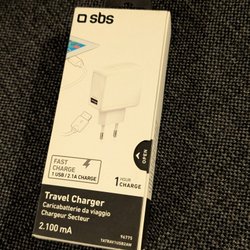 sbs
OPEN
FAST
CHARGE
1 USB / 2.1A CHARGE
1 HOUR
CHARGE
Travel Charger
Caricabatterie da viaggio
Chargeur Secteur
2.100 mA